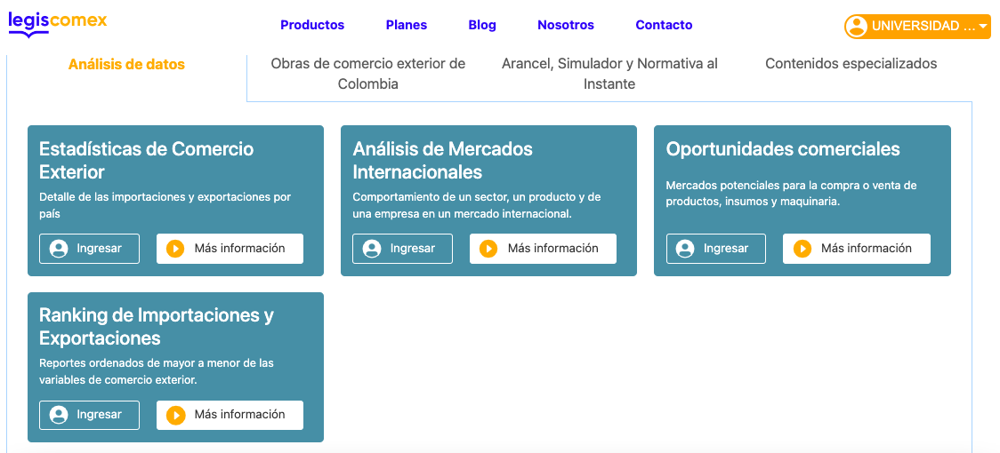 legiscomex
Productos
Planes
Blog
Nosotros
Contacto
UNIVERSIDAD ...
Análisis de datos
Obras de comercio exterior de
Colombia
Arancel, Simulador y Normativa al
Instante
Contenidos especializados
Estadísticas de Comercio
Exterior
Detalle de las importaciones y exportaciones por
país
Ingresar
Más información
Análisis de Mercados
Internacionales
Comportamiento de un sector, un producto y de
una empresa en un mercado internacional.
Ingresar
Más información
Oportunidades comerciales
Mercados potenciales para la compra o venta de
productos, insumos y maquinaria.
Ingresar
Más información
Ranking de Importaciones y
Exportaciones
Reportes ordenados de mayor a menor de las
variables de comercio exterior.
Ingresar
Más información